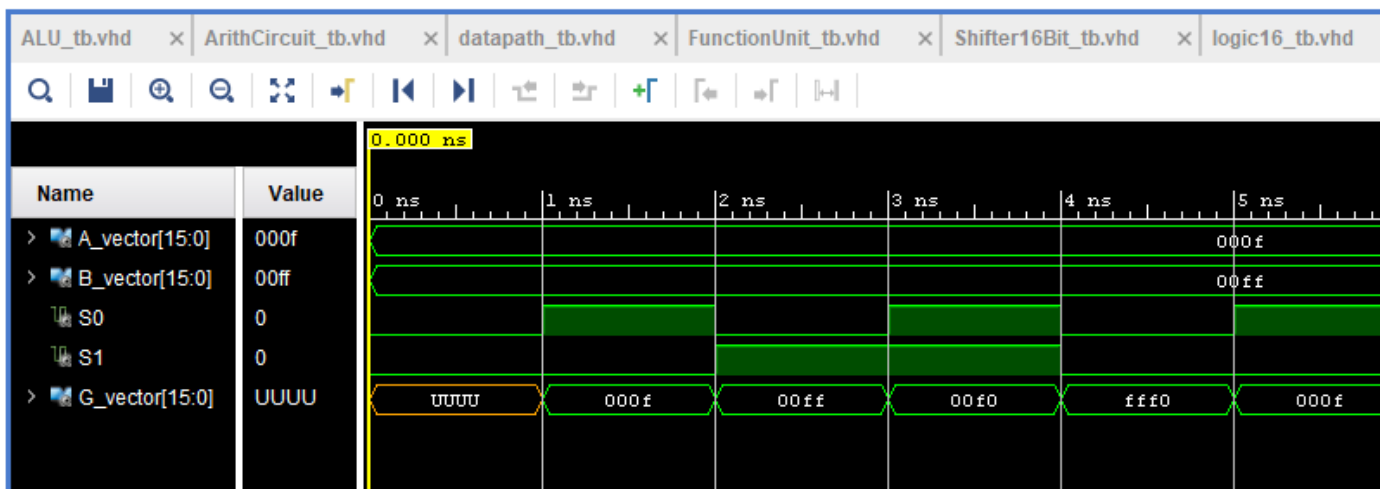 ALU_tb.vhd ArithCircuit_tb.vhd datapath_tb.vhd FunctionUnit_tb.vhd Shifter16Bit_tb.vhd logic16_tb.vhd
0.000 ns
Name Value 0 ns 1 ns 2 ns 3 ns 4 ns 5 ns
A_vector[15:0] 000f 000f
B_vector[15:0] 00ff 00ff
S0 0
S1 0
G_vector[15:0] UUUU UUUU 000f 00ff 00f0 fff0 000f